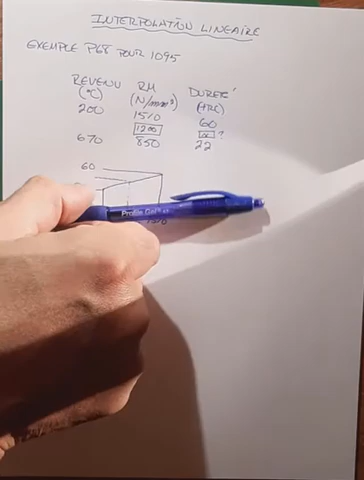 INTERPOLATION LINEAIRE
EXEMPLE P68 POUR 1095
REVENU RM DURETÉ
(°C) (N/mm²) (HRC)
200 1510 60
1200 ?
670 850 22
60
Profile Gel